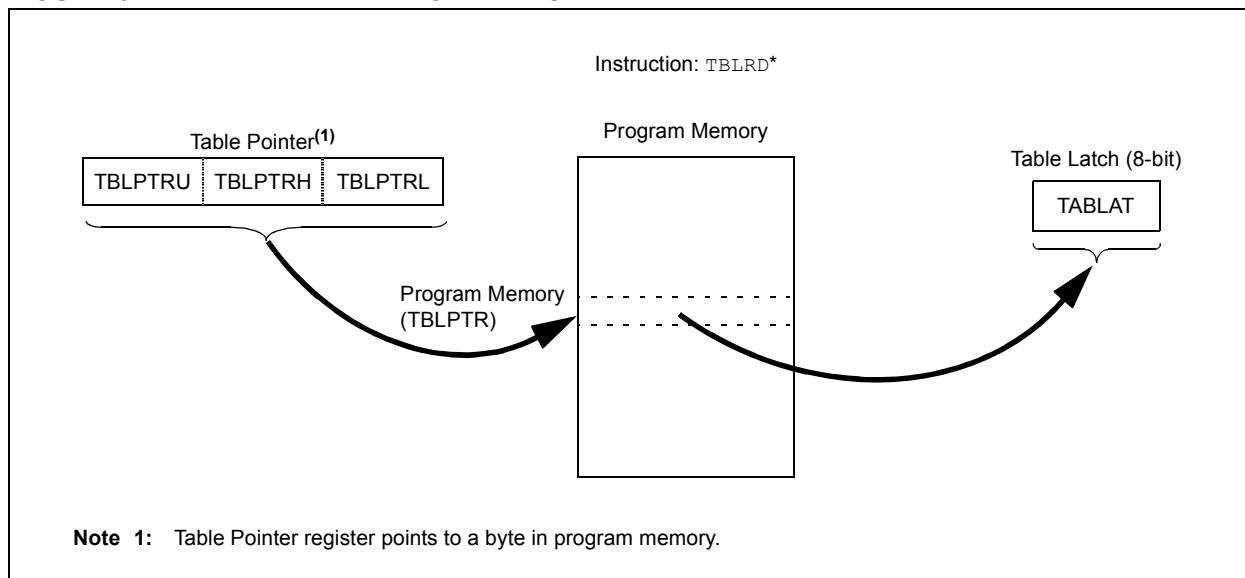 Instruction: TBLRD*
Table Pointer(1)
Program Memory
Table Latch (8-bit)
TBLPTRU TBLPTRH TBLPTRL
TABLAT
Program Memory
(TBLPTR)
Note 1: Table Pointer register points to a byte in program memory.